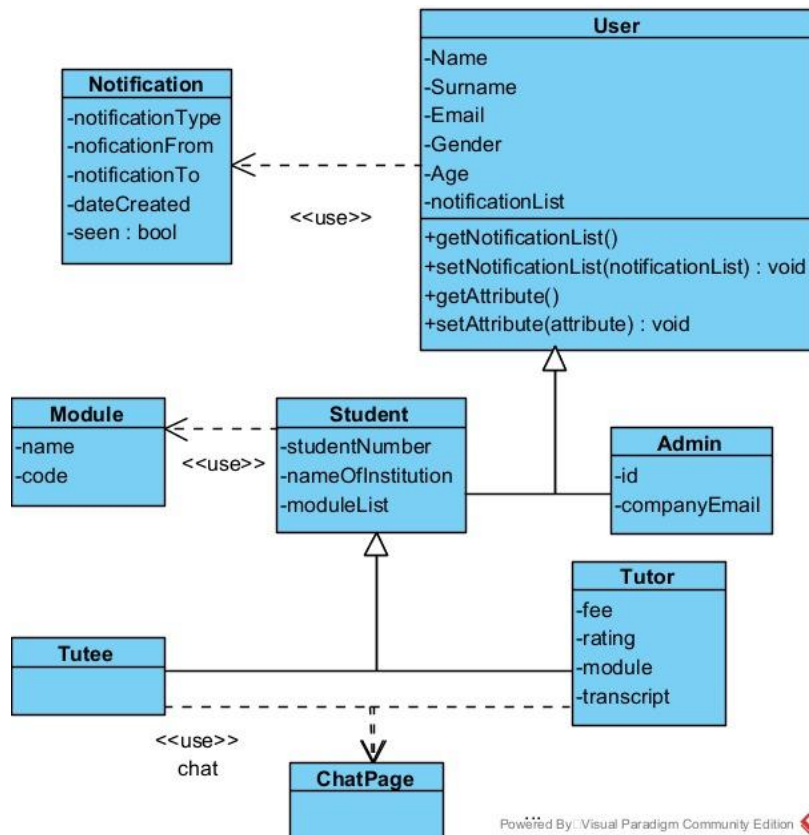 User
-Name
-Surname
-Email
-Gender
-Age
-notificationList
+getNotificationList()
+setNotificationList(notificationList) : void
+getAttribute()
+setAttribute(attribute) : void
Notification
-notificationType
-noficationFrom
-notificationTo
-dateCreated
-seen : bool
<<use>>
Module
-name
-code
<<use>>
Student
-studentNumber
-nameOfInstitution
-moduleList
Admin
-id
-companyEmail
Tutor
-fee
-rating
-module
-transcript
Tutee
<<use>>
chat
ChatPage
...
Powered By Visual Paradigm Community Edition